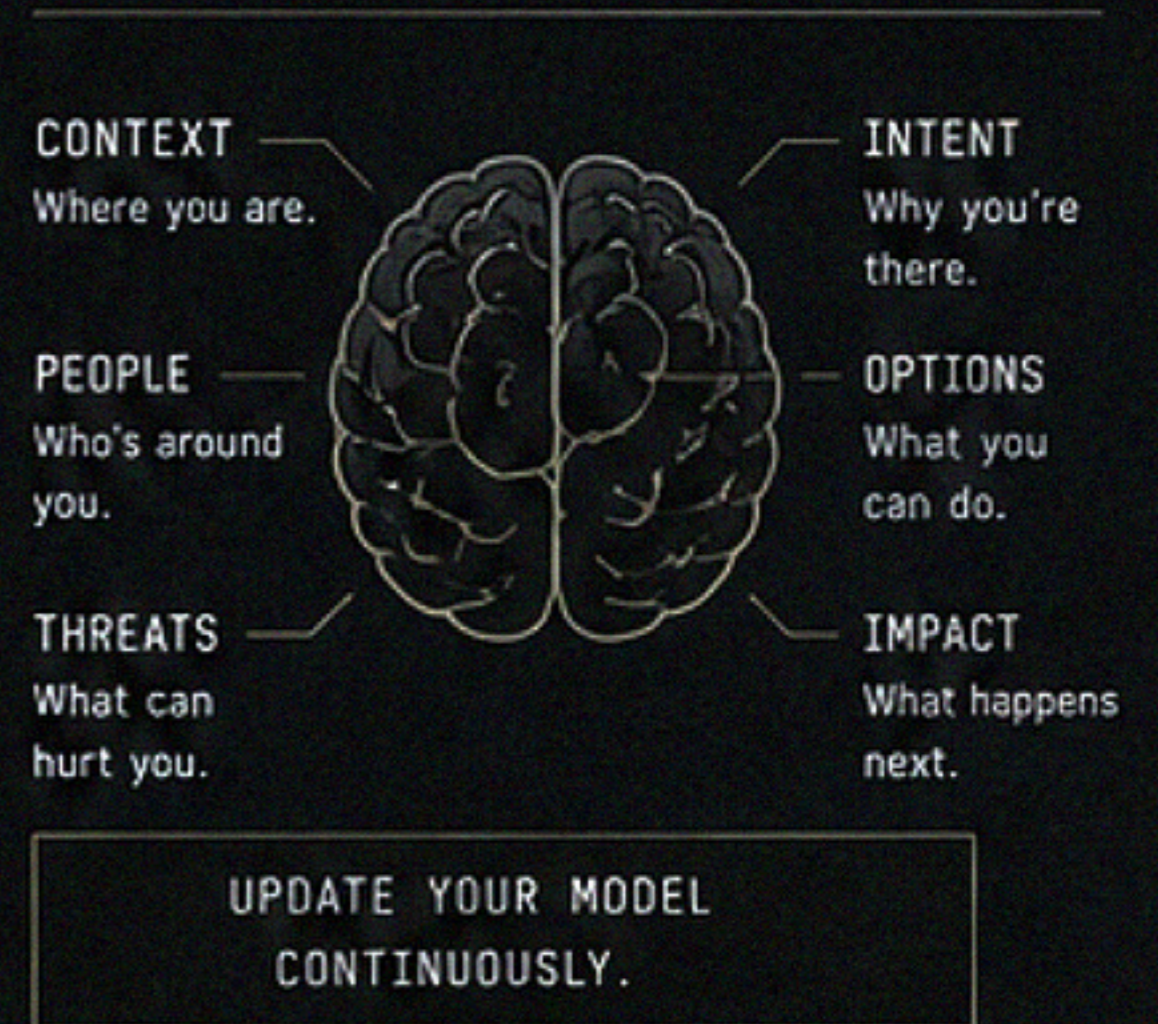 CONTEXT
Where you are.
PEOPLE
Who's around
you.
THREATS
What can
hurt you.
INTENT
Why you're
there.
OPTIONS
What you
can do.
IMPACT
What happens
next.
UPDATE YOUR MODEL
CONTINUOUSLY.